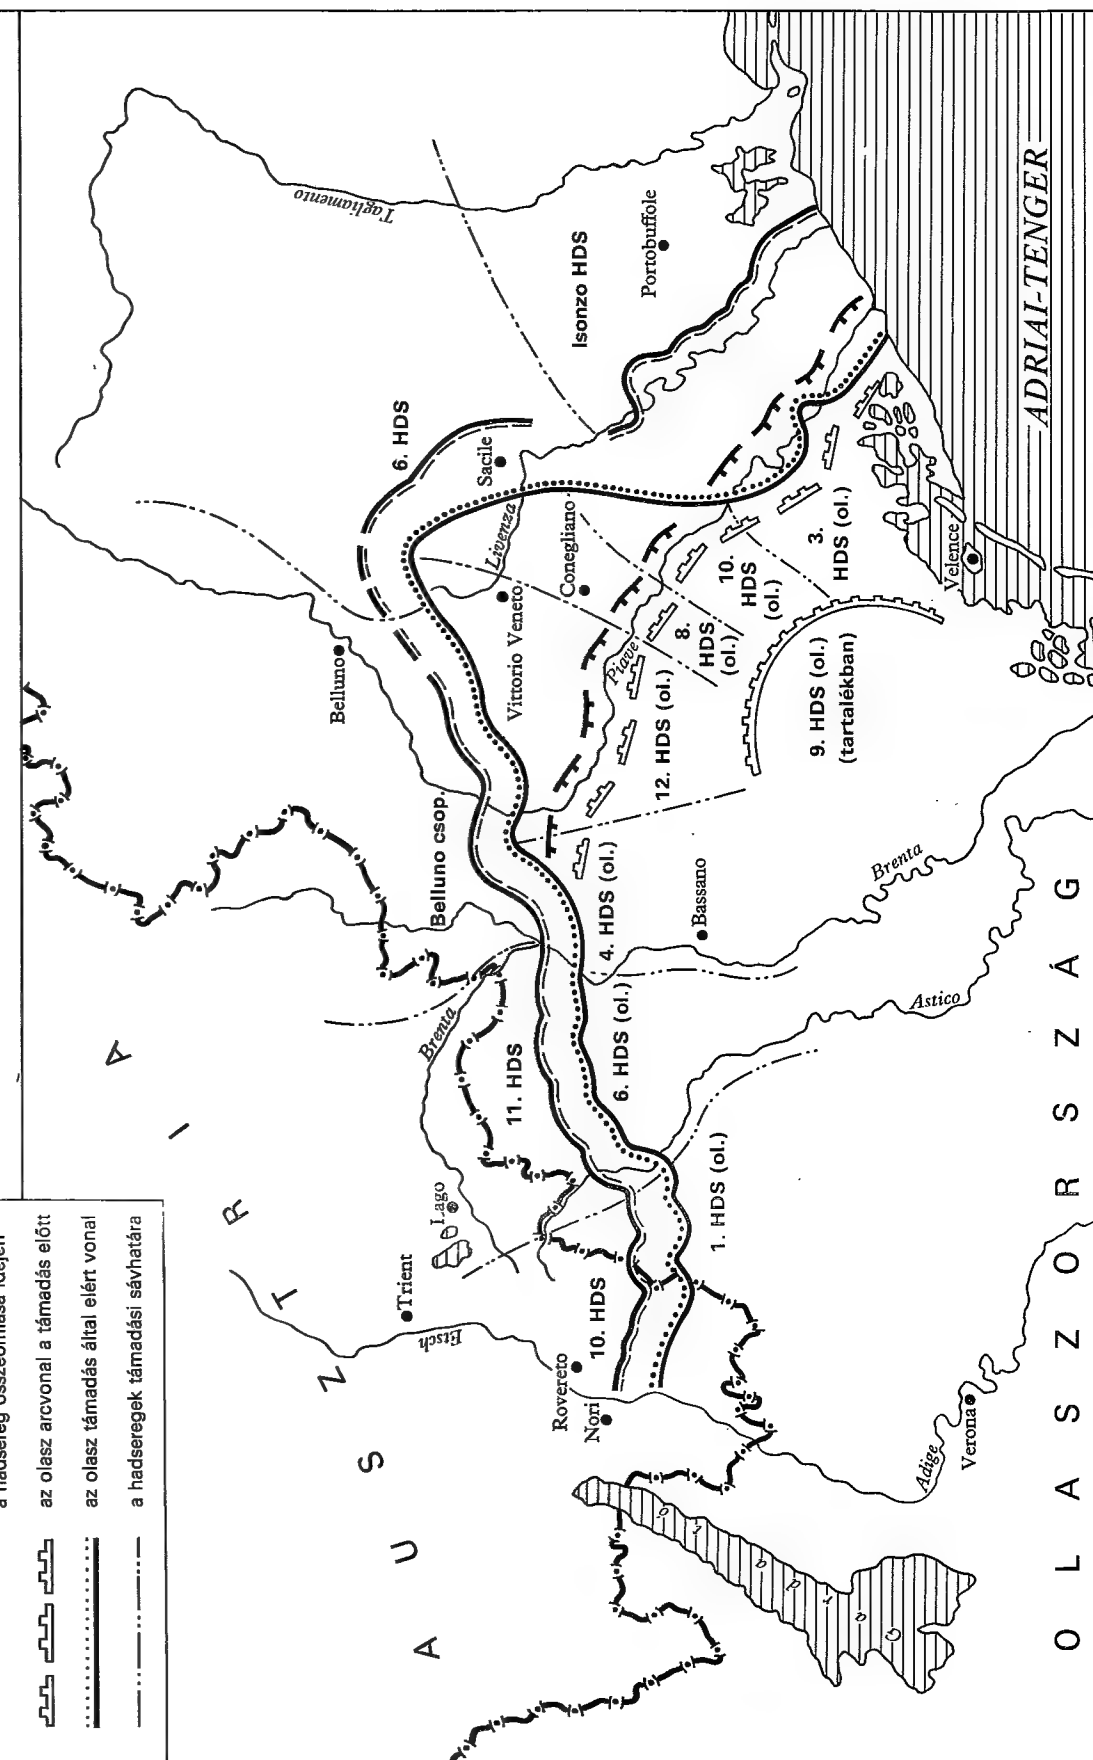 a hadsereg összeomlása idején
az olasz arcvonal a támadás előtt
az olasz támadás által elért vonal
a hadseregek támadási sávhatára
AUSZTRIA
OLASZORSZÁG
ADRIAI-TENGER
Tagliamento
Isonzo HDS
Portobuffole
6. HDS
Sacile
Livenza
Conegliano
Vittorio Veneto
Belluno
Belluno csop.
Piave
3.
HDS (ol.)
10.
HDS
(ol.)
8.
HDS
(ol.)
12. HDS (ol.)
9. HDS (ol.)
(tartalékban)
Velence
4. HDS (ol.)
Bassano
Brenta
Brenta
11. HDS
6. HDS (ol.)
Astico
1. HDS (ol.)
Lago
Trient
Etsch
10. HDS
Rovereto
Nori
Adige
Verona